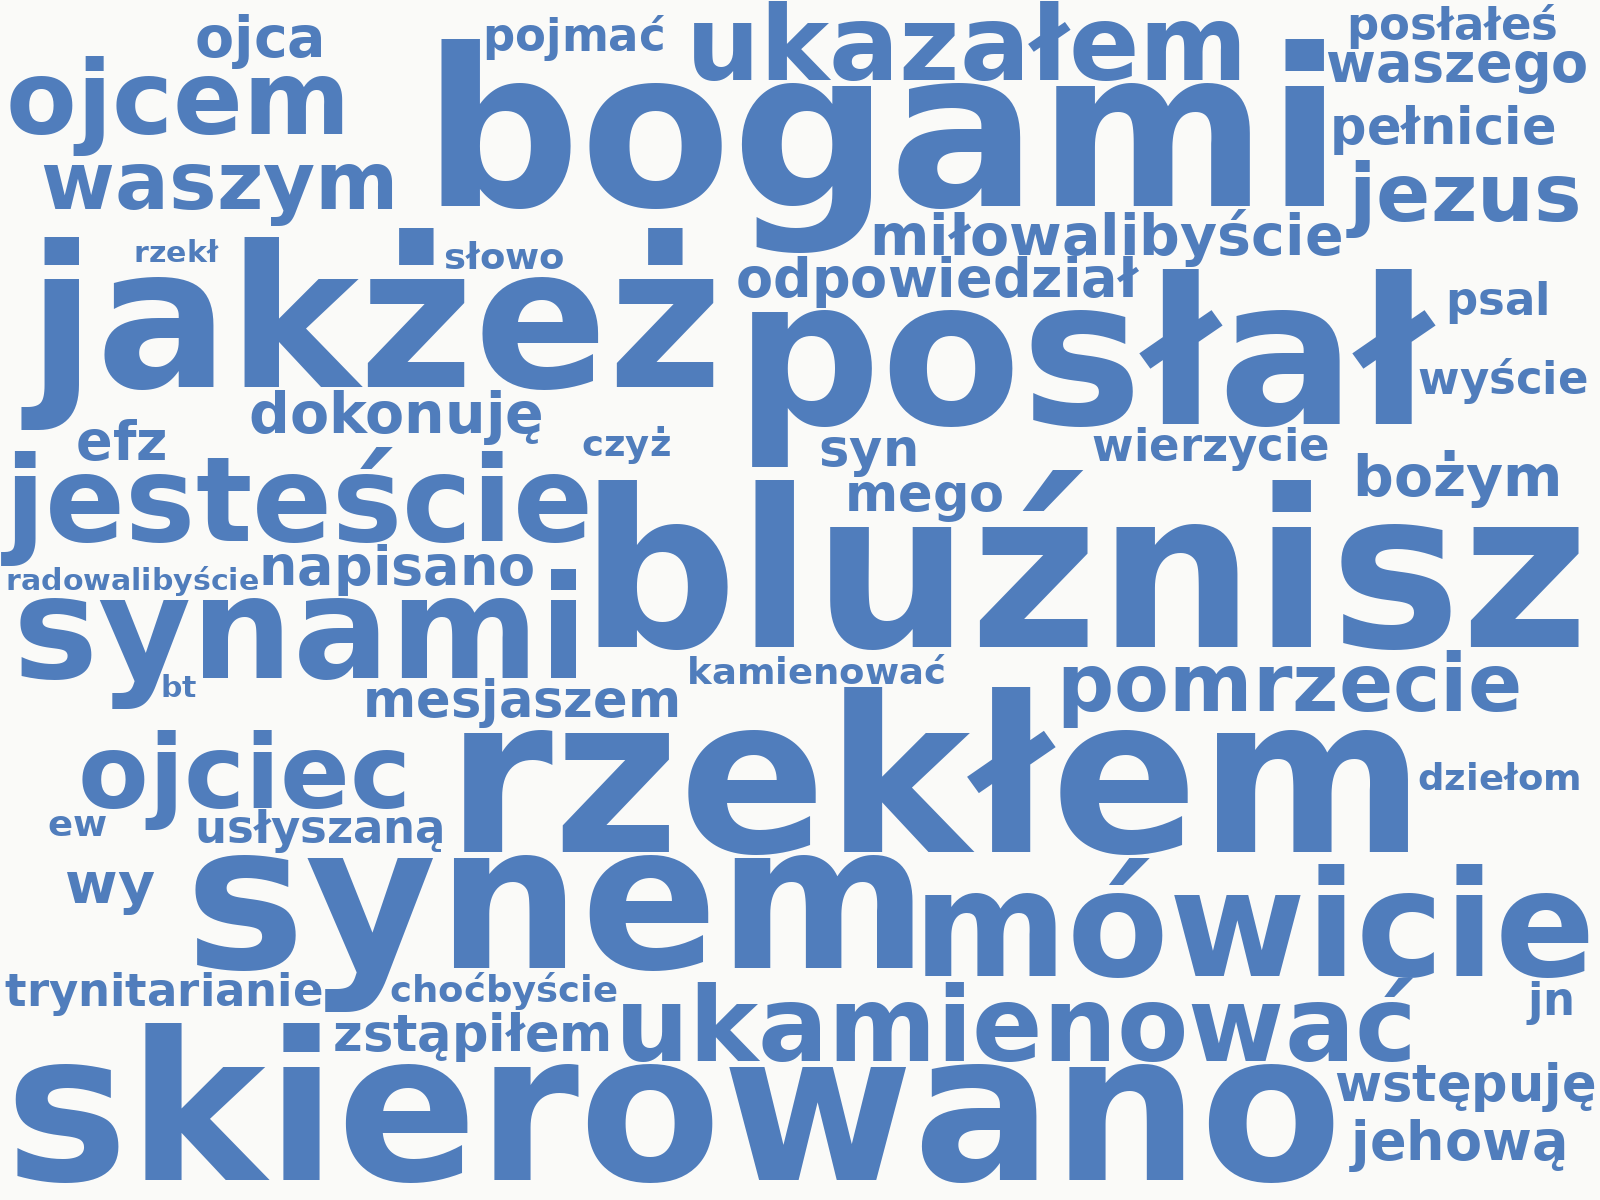 ojca
pojmać
ukazałem
posłałeś
waszego
ojcem
bogami
pełnicie
waszym
jezus
miłowalibyście
rzekł
słowo
jakżeż
odpowiedział
posłał
psal
wyście
dokonuję
efz
czyż
syn
wierzycie
jesteście
mego
bożym
bluźnisz
napisano
radowalibyście
synami
bt
kamienować
pomrzecie
mesjaszem
ojciec
rzekłem
dziełom
ew
usłyszaną
wy
synem
mówicie
trynitarianie
choćbyście
jn
zstąpiłem
ukamienować
skierowano
wstępuję
jehową